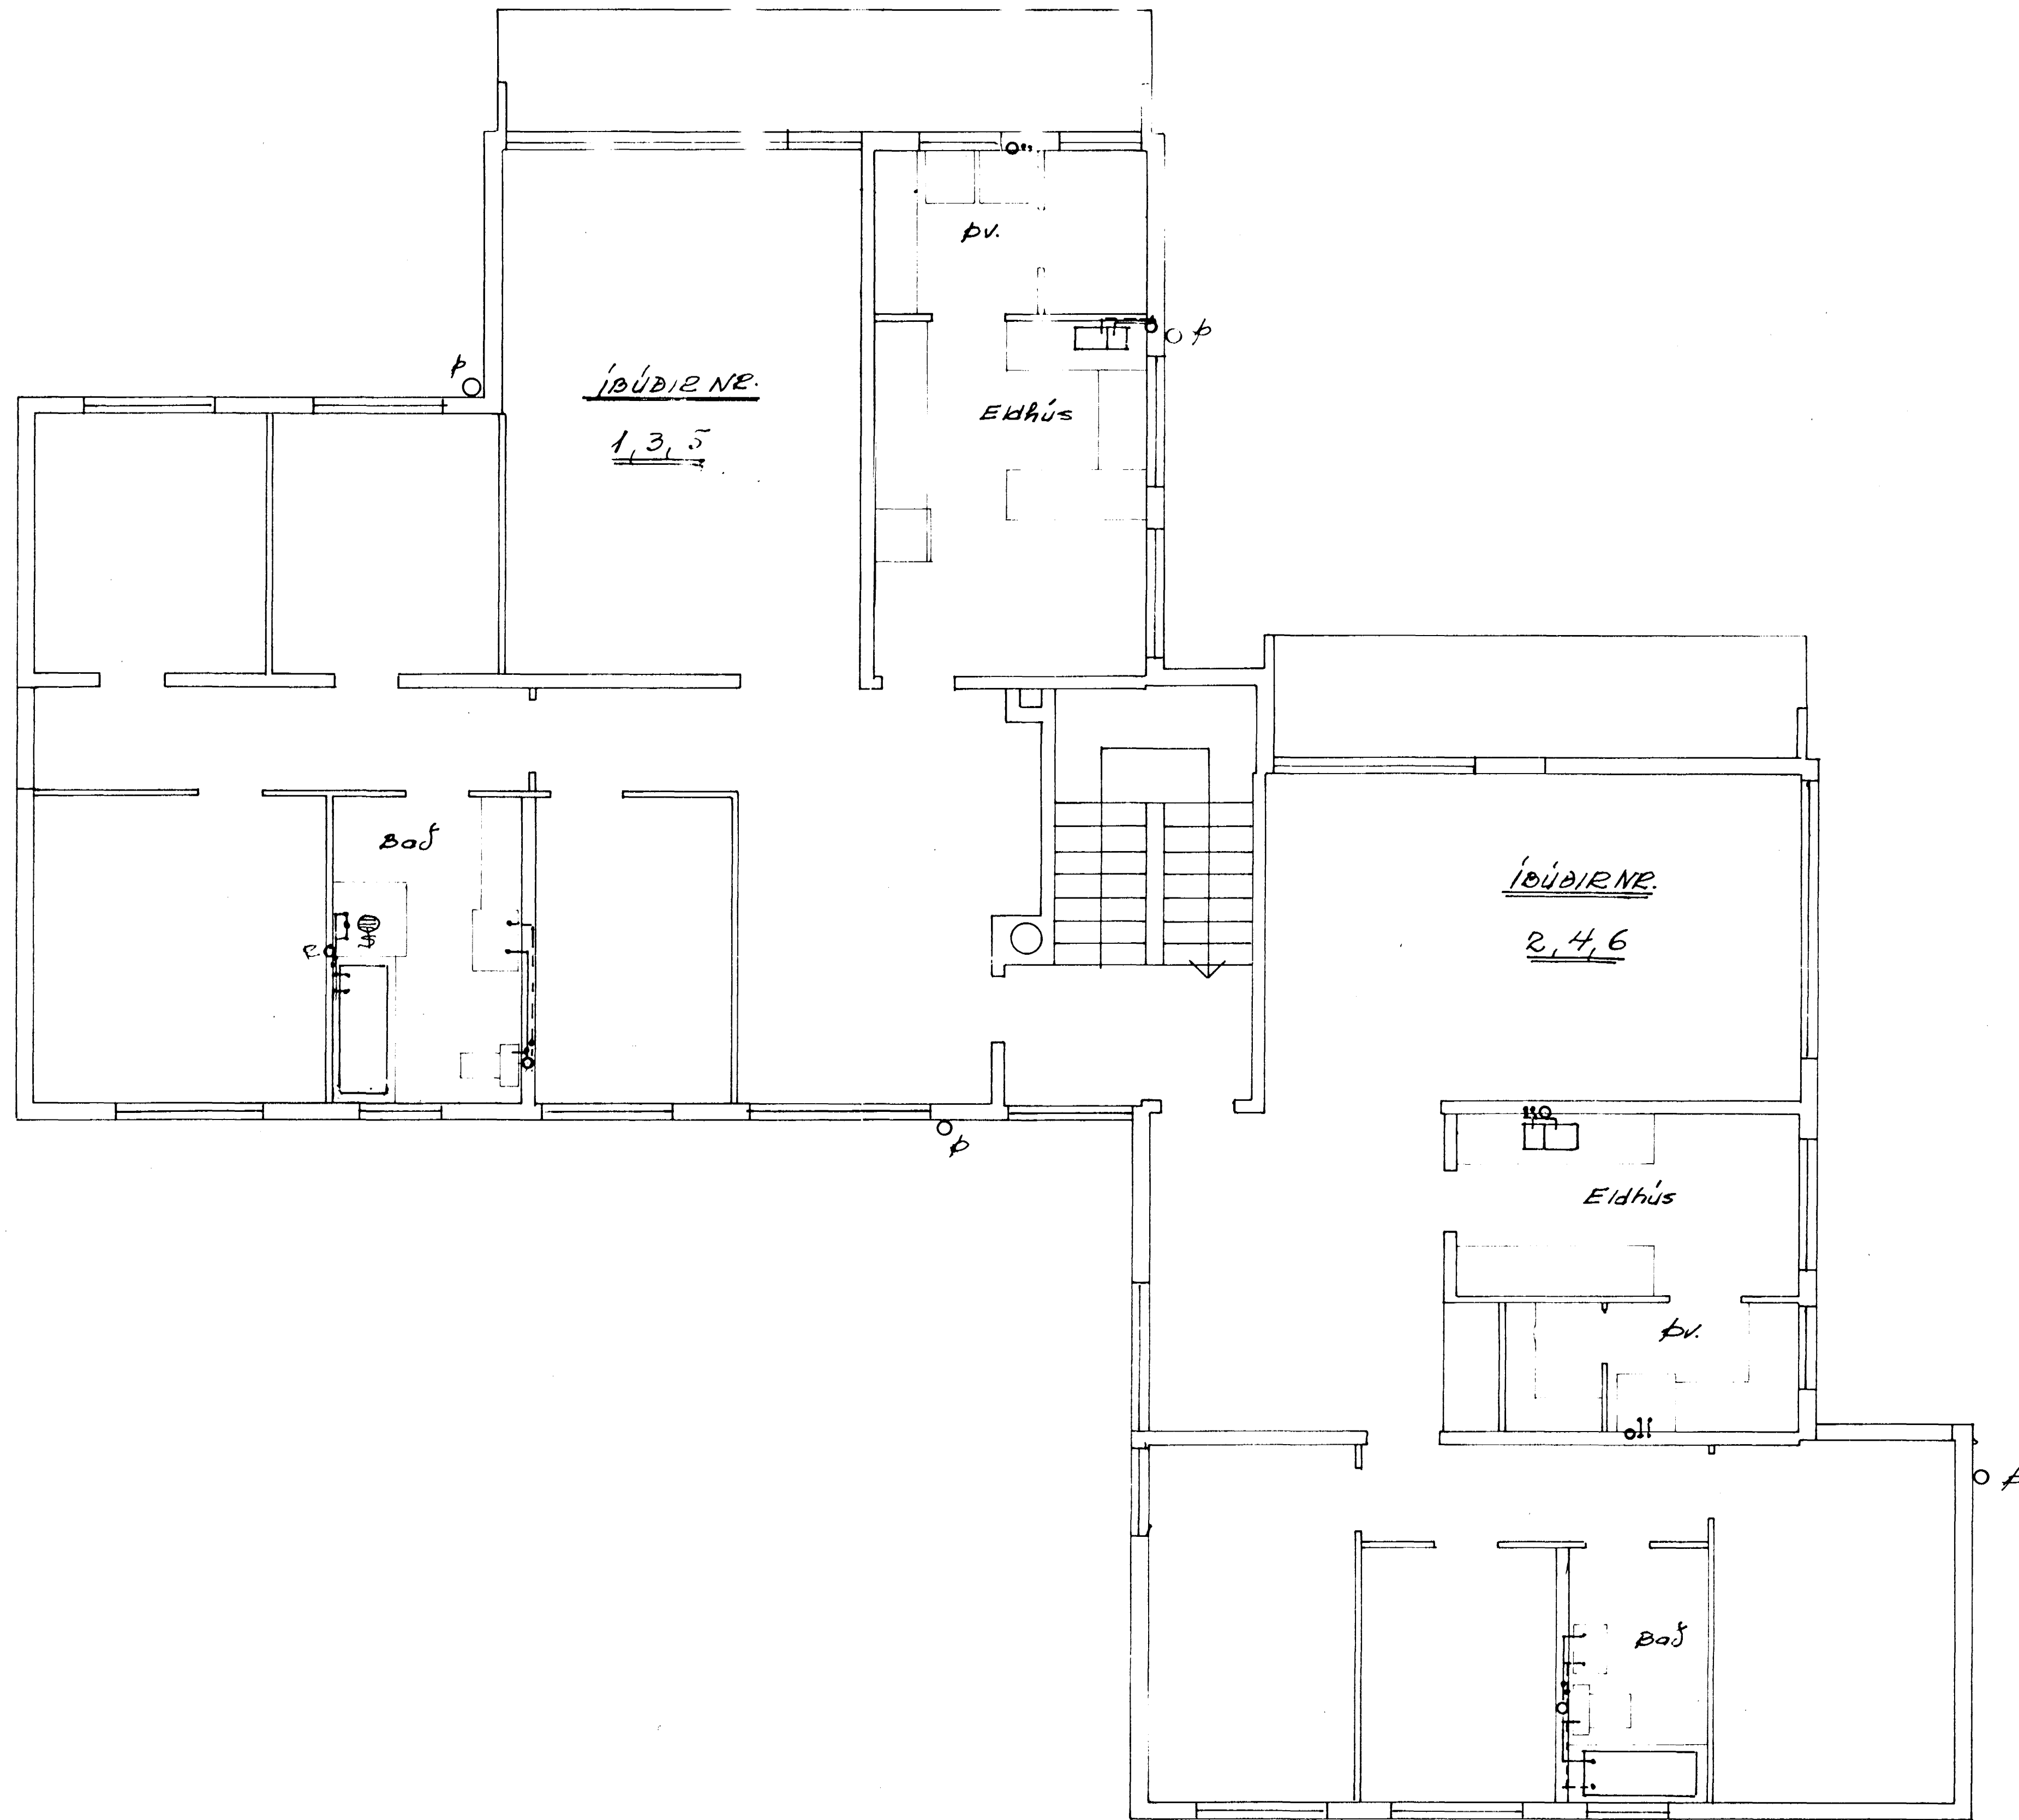 þv.
þ
þ
ÍBÚÐIR NR.
1, 3, 5
Eldhús
Bað
ÍBÚÐIR NR.
2, 4, 6
þ
Eldhús
þv.
þ
Bað